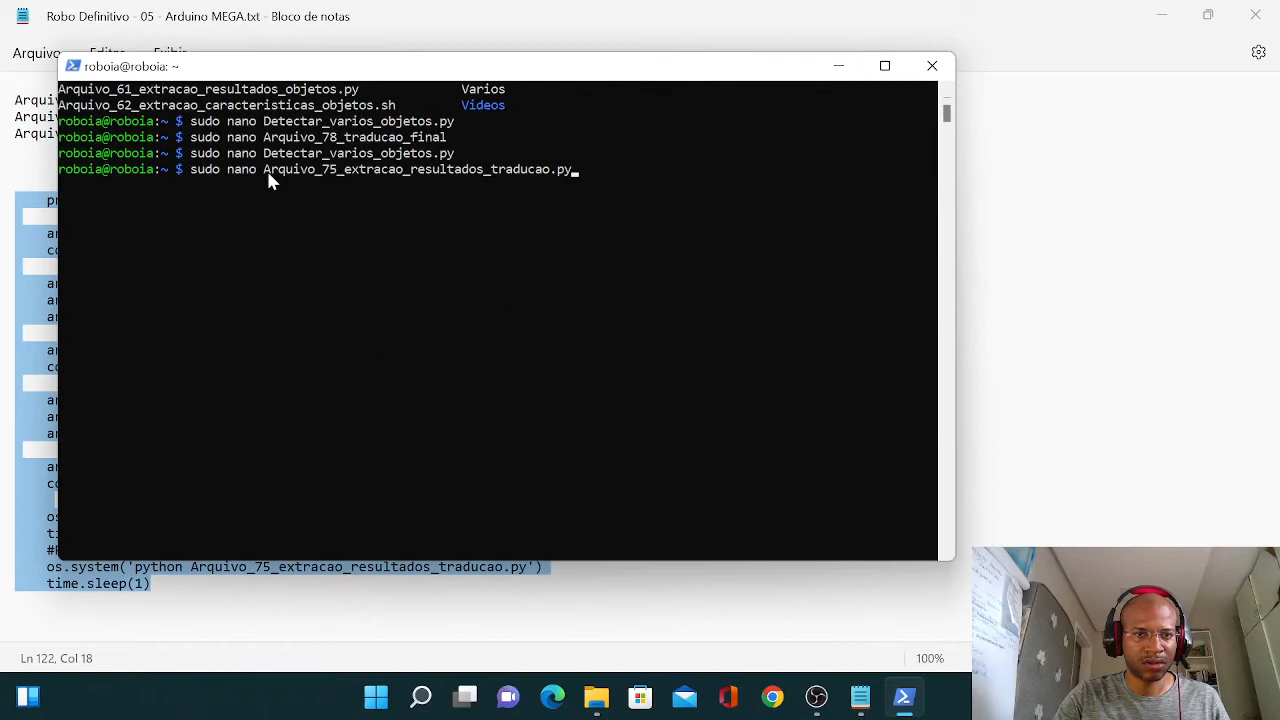 Robo Definitivo - 05 - Arduino MEGA.txt - Bloco de notas
roboia@roboia: ~
Arquivo_61_extracao_resultados_objetos.py Varios
Arquivo_62_extracao_caracteristicas_objetos.sh Videos
roboia@roboia:~ $ sudo nano Detectar_varios_objetos.py
roboia@roboia:~ $ sudo nano Arquivo_78_traducao_final
roboia@roboia:~ $ sudo nano Detectar_varios_objetos.py
roboia@roboia:~ $ sudo nano Arquivo_75_extracao_resultados_traducao.py
os.system('python Arquivo_75_extracao_resultados_traducao.py')
time.sleep(1)
Ln 122, Col 18
100%